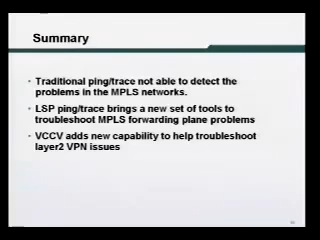 Summary
• Traditional ping/trace not able to detect the
problems in the MPLS networks.
• LSP ping/trace brings a new set of tools to
troubleshoot MPLS forwarding plane problems
• VCCV adds new capability to help troubleshoot
layer2 VPN issues